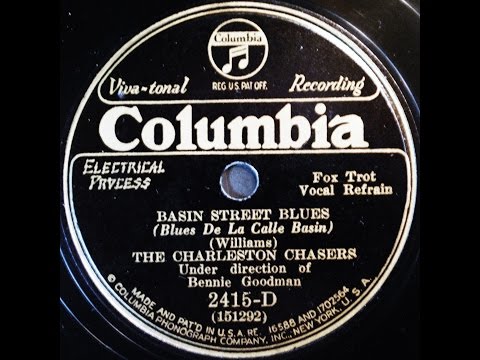 Columbia
Viva-tonal REG. U.S. PAT. OFF. Recording
Columbia
ELECTRICAL
PROCESS
Fox Trot
Vocal Refrain
BASIN STREET BLUES
(Blues De La Calle Basin)
(Williams)
THE CHARLESTON CHASERS
Under direction of
Bennie Goodman
2415-D
(151292)
MADE AND PAT'D IN U.S.A. RE. 16588 AND 1702564
© COLUMBIA PHONOGRAPH COMPANY, INC., NEW YORK, U.S.A.